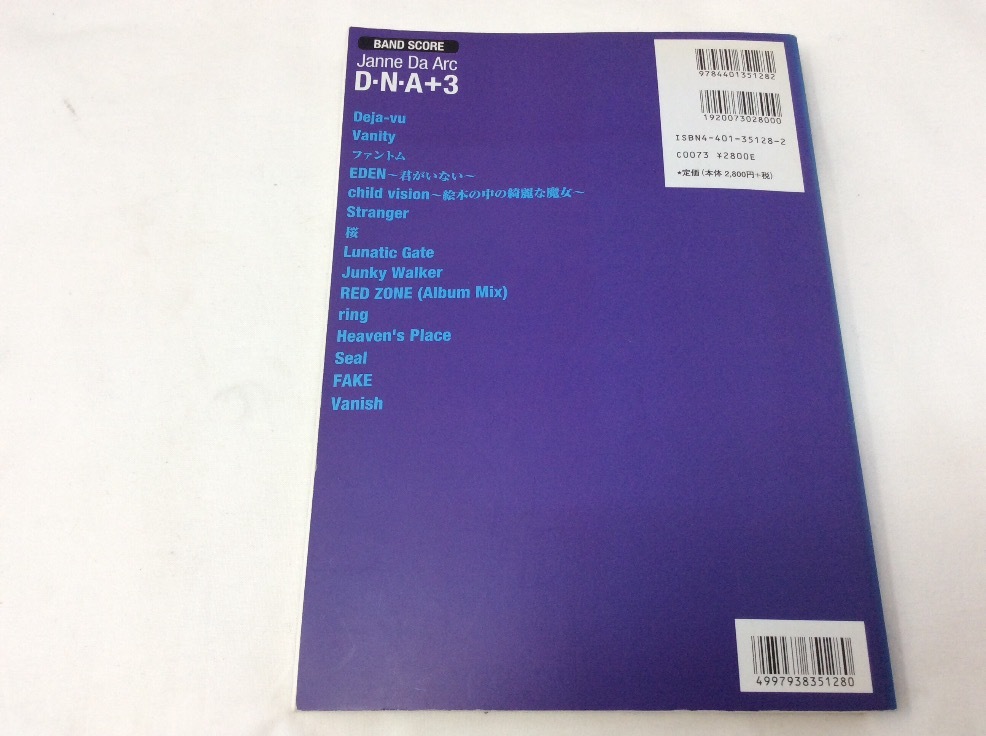 BAND SCORE
Janne Da Arc
D·N·A+3
Deja-vu
Vanity
ファントム
EDEN～君がいない～
child vision～絵本の中の綺麗な魔女～
Stranger
桜
Lunatic Gate
Junky Walker
RED ZONE (Album Mix)
ring
Heaven's Place
Seal
FAKE
Vanish
9784401351282
1920073028000
ISBN4-401-35128-2
C0073 ¥2800E
★定価（本体 2,800円+税）
4997938351280